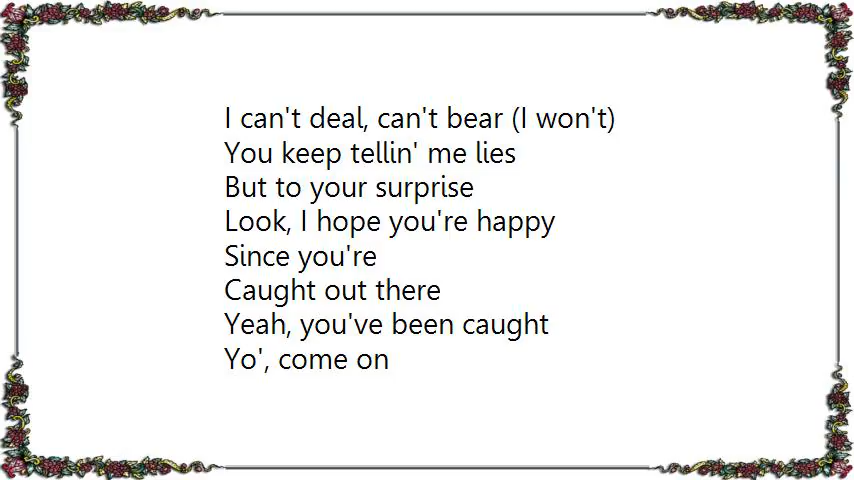 I can't deal, can't bear (I won't)
You keep tellin' me lies
But to your surprise
Look, I hope you're happy
Since you're
Caught out there
Yeah, you've been caught
Yo', come on